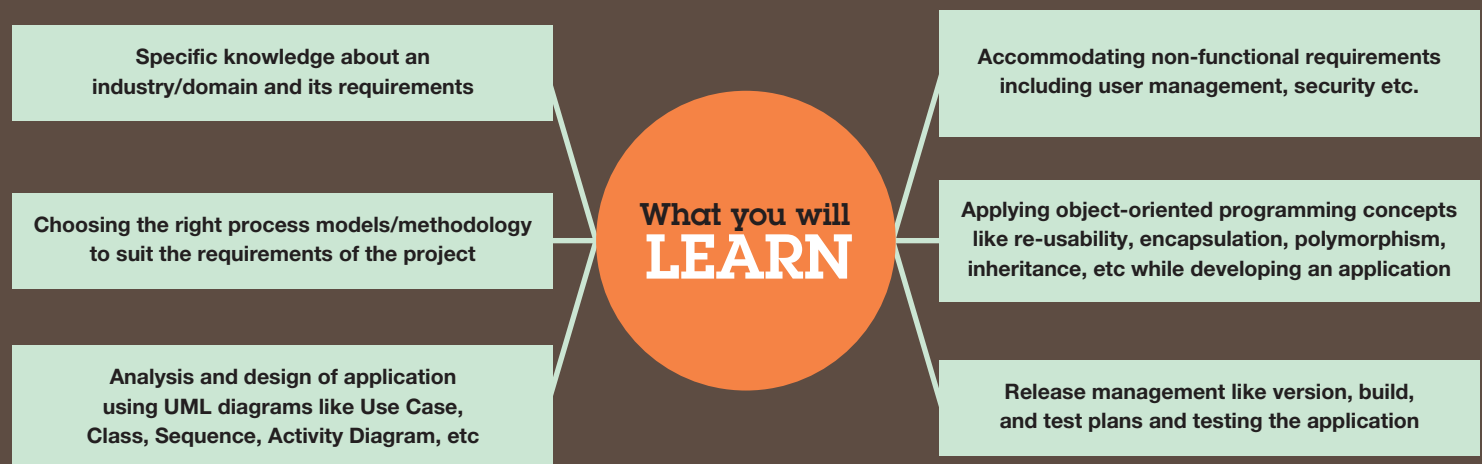 Specific knowledge about an
industry/domain and its requirements
Choosing the right process models/methodology
to suit the requirements of the project
Analysis and design of application
using UML diagrams like Use Case,
Class, Sequence, Activity Diagram, etc
What you will
LEARN
Accommodating non-functional requirements
including user management, security etc.
Applying object-oriented programming concepts
like re-usability, encapsulation, polymorphism,
inheritance, etc while developing an application
Release management like version, build,
and test plans and testing the application